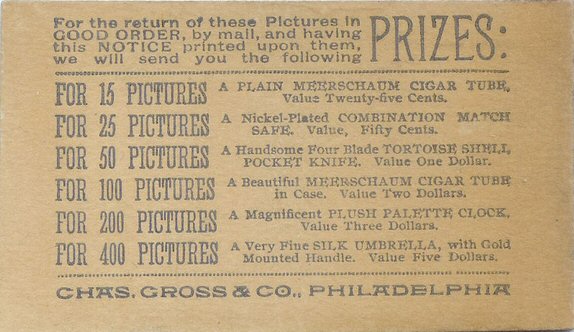 For the return of these Pictures in
GOOD ORDER, by mail, and having
this NOTICE printed upon them,
we will send you the following
PRIZES:
FOR 15 PICTURES A PLAIN MEERSCHAUM CIGAR TUBE,
Value Twenty-five Cents.
FOR 25 PICTURES A Nickel-Plated COMBINATION MATCH
SAFE. Value, Fifty Cents.
FOR 50 PICTURES A Handsome Four Blade TORTOISE SHELL
POCKET KNIFE. Value One Dollar.
FOR 100 PICTURES A Beautiful MEERSCHAUM CIGAR TUBE
in Case. Value Two Dollars.
FOR 200 PICTURES A Magnificent PLUSH PALETTE CLOCK,
Value Three Dollars.
FOR 400 PICTURES A Very Fine SILK UMBRELLA, with Gold
Mounted Handle. Value Five Dollars.
CHAS. GROSS & CO., PHILADELPHIA